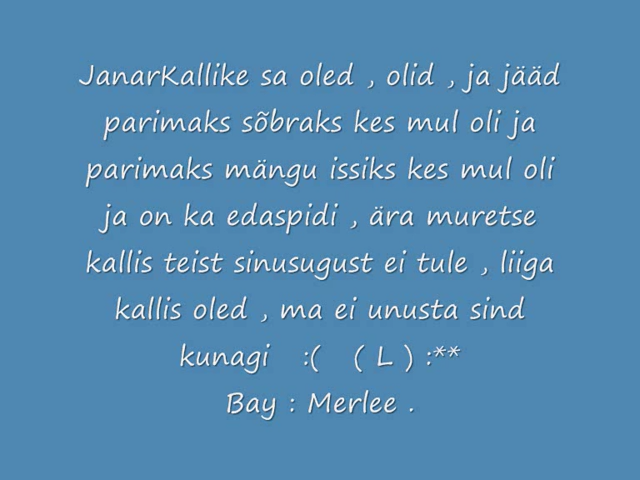 JanarKallike sa oled , olid , ja jääd
parimaks sõbraks kes mul oli ja
parimaks mängu issiks kes mul oli
ja on ka edaspidi , ära muretse
kallis teist sinusugust ei tule , liiga
kallis oled , ma ei unusta sind
kunagi :( ( L ) :**
Bay : Merlee .